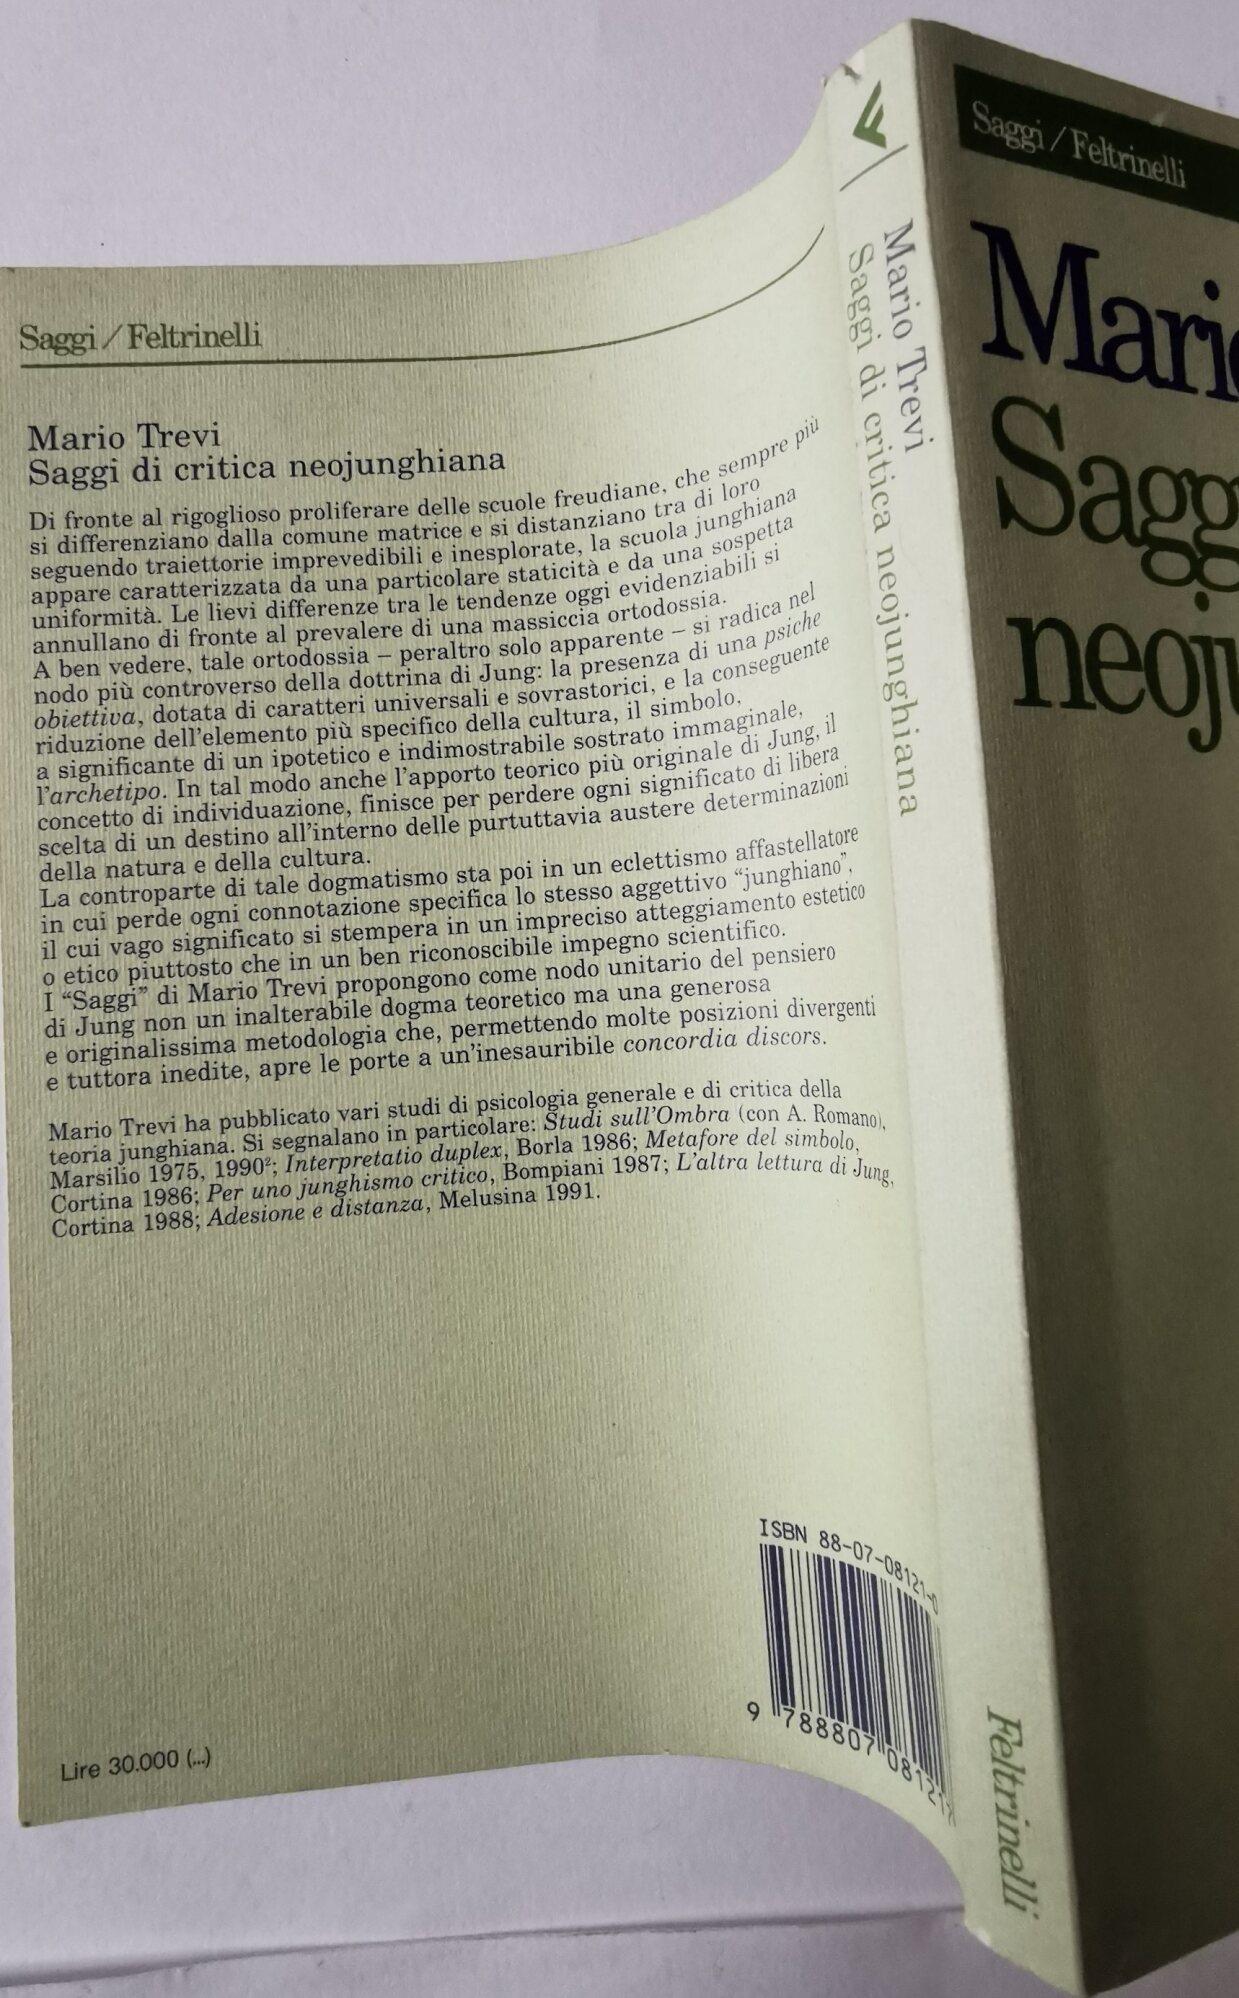 Saggi / Feltrinelli
Mario Trevi
Saggi di critica neojunghiana
Di fronte al rigoglioso proliferare delle scuole freudiane, che sempre più
si differenziano dalla comune matrice e si distanziano tra di loro
seguendo traiettorie imprevedibili e inesplorate, la scuola junghiana
appare caratterizzata da una particolare staticità e da una sospetta
uniformità. Le lievi differenze tra le tendenze oggi evidenziabili si
annullano di fronte al prevalere di una massiccia ortodossia.
A ben vedere, tale ortodossia – peraltro solo apparente – si radica nel
nodo più controverso della dottrina di Jung: la presenza di una psiche
obiettiva, dotata di caratteri universali e sovrastorici, e la conseguente
riduzione dell'elemento più specifico della cultura, il simbolo,
a significante di un ipotetico e indimostrabile sostrato immaginale,
l'archetipo. In tal modo anche l'apporto teorico più originale di Jung, il
concetto di individuazione, finisce per perdere ogni significato di libera
scelta di un destino all'interno delle purtuttavia austere determinazioni
della natura e della cultura.
La controparte di tale dogmatismo sta poi in un eclettismo affastellatore
in cui perde ogni connotazione specifica lo stesso aggettivo “junghiano”,
il cui vago significato si stempera in un impreciso atteggiamento estetico
o etico piuttosto che in un ben riconoscibile impegno scientifico.
I “Saggi” di Mario Trevi propongono come nodo unitario del pensiero
di Jung non un inalterabile dogma teoretico ma una generosa
e originalissima metodologia che, permettendo molte posizioni divergenti
e tuttora inedite, apre le porte a un'inesauribile concordia discors.
Mario Trevi ha pubblicato vari studi di psicologia generale e di critica della
teoria junghiana. Si segnalano in particolare: Studi sull'Ombra (con A. Romano),
Marsilio 1975, 1990²; Interpretatio duplex, Borla 1986; Metafore del simbolo,
Cortina 1986; Per uno junghismo critico, Bompiani 1987; L'altra lettura di Jung,
Cortina 1988; Adesione e distanza, Melusina 1991.
ISBN 88-07-08121-0
9 788807 08121
Lire 30.000 (...)
Mario Trevi
Saggi di critica neojunghiana
Feltrinelli
Saggi / Feltrinelli
Mario
Sagg
neoju